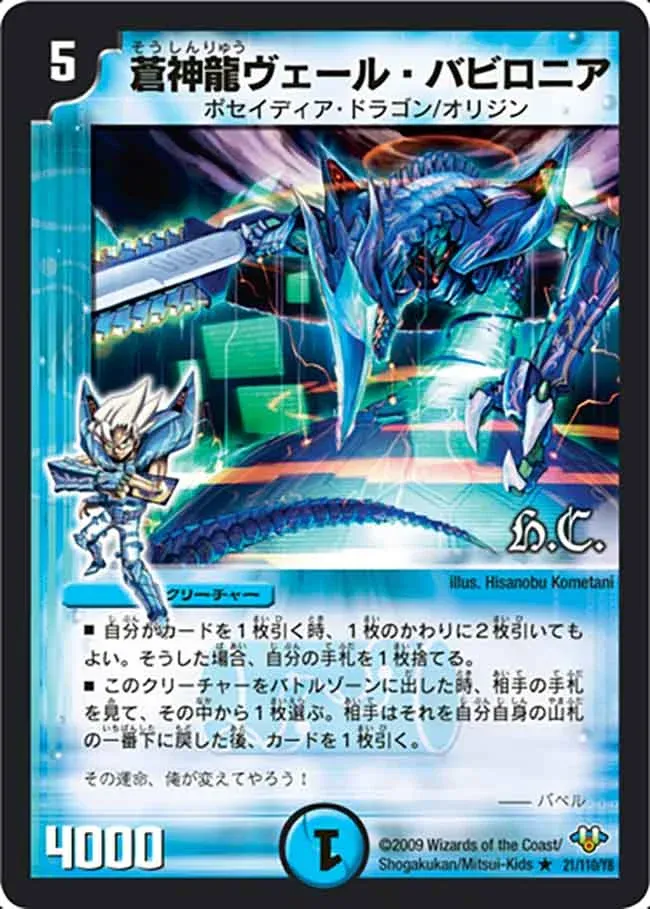 5
そうしんりゅう
蒼神龍ヴェール・バビロニア
ポセイディア・ドラゴン/オリジン
H.C.
illus. Hisanobu Kometani
クリーチャー
■ 自分がカードを1枚引く時、1枚のかわりに2枚引いても
よい。そうした場合、自分の手札を1枚捨てる。
■ このクリーチャーをバトルゾーンに出した時、相手の手札
を見て、その中から1枚選ぶ。相手はそれを自分自身の山札
の一番下に戻した後、カードを1枚引く。
その運命、俺が変えてやろう!
—— バベル
4000
1
©2009 Wizards of the Coast/
Shogakukan/Mitsui-Kids ★ 21/110/Y8